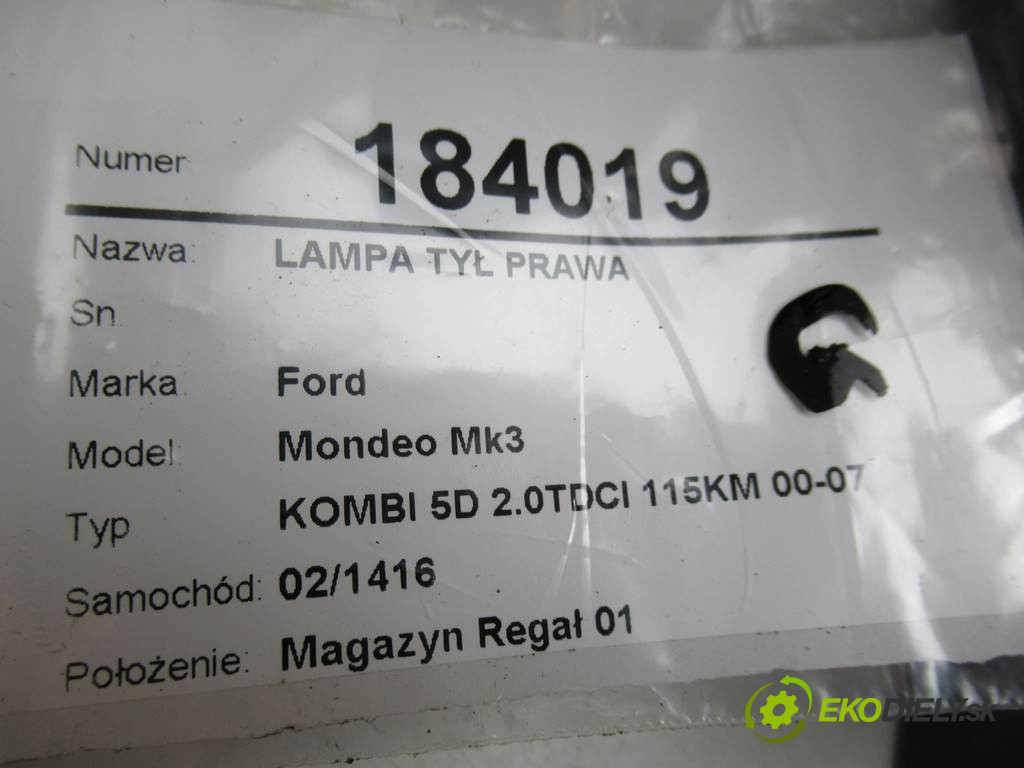 Numer 184019
Nazwa: LAMPA TYŁ PRAWA
Sn
Marka Ford
Model: Mondeo Mk3
Typ KOMBI 5D 2.0TDCI 115KM 00-07
Samochód: 02/1416
Położenie: Magazyn Regał 01
G
EKODIELY.SK